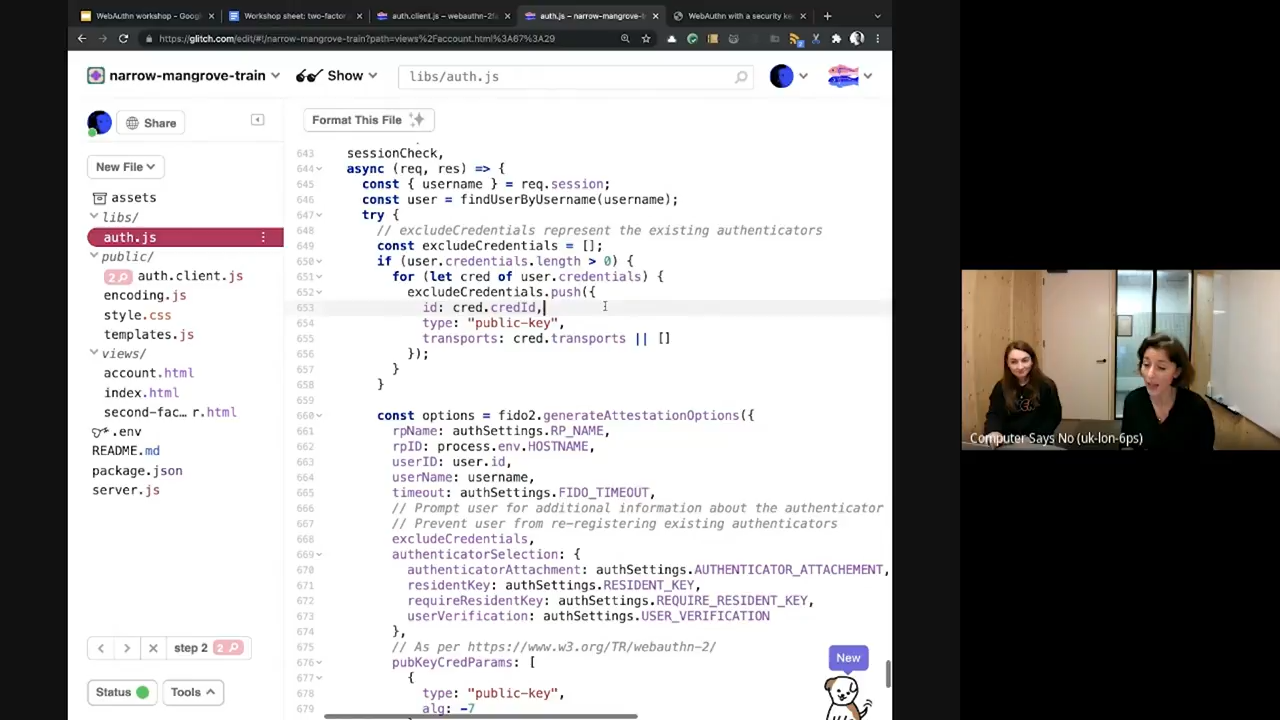 WebAuthn workshop – Goog
Workshop sheet: two-factor
auth.client.js – webauthn-2f
auth.js – narrow-mangrove-t
WebAuthn with a security ke
https://glitch.com/edit/#!/narrow-mangrove-train?path=views%2Faccount.html%3A67%3A29
narrow-mangrove-train
Show
libs/auth.js
Share
Format This File
New File
assets
libs/
auth.js
public/
2
auth.client.js
encoding.js
style.css
templates.js
views/
account.html
index.html
second-fac… r.html
.env
README.md
package.json
server.js
step 2
2
Status
Tools
643 sessionCheck,
644 async (req, res) => {
645 const { username } = req.session;
646 const user = findUserByUsername(username);
647 try {
648 // excludeCredentials represent the existing authenticators
649 const excludeCredentials = [];
650 if (user.credentials.length > 0) {
651 for (let cred of user.credentials) {
652 excludeCredentials.push({
653 id: cred.credId,
654 type: "public-key",
655 transports: cred.transports || []
656 });
657 }
658 }
659
660 const options = fido2.generateAttestationOptions({
661 rpName: authSettings.RP_NAME,
662 rpID: process.env.HOSTNAME,
663 userID: user.id,
664 userName: username,
665 timeout: authSettings.FIDO_TIMEOUT,
666 // Prompt user for additional information about the authenticator
667 // Prevent user from re-registering existing authenticators
668 excludeCredentials,
669 authenticatorSelection: {
670 authenticatorAttachment: authSettings.AUTHENTICATOR_ATTACHEMENT,
671 residentKey: authSettings.RESIDENT_KEY,
672 requireResidentKey: authSettings.REQUIRE_RESIDENT_KEY,
673 userVerification: authSettings.USER_VERIFICATION
674 },
675 // As per https://www.w3.org/TR/webauthn-2/
676 pubKeyCredParams: [
677 {
678 type: "public-key",
679 alg: -7
New
Computer Says No (uk-lon-6ps)